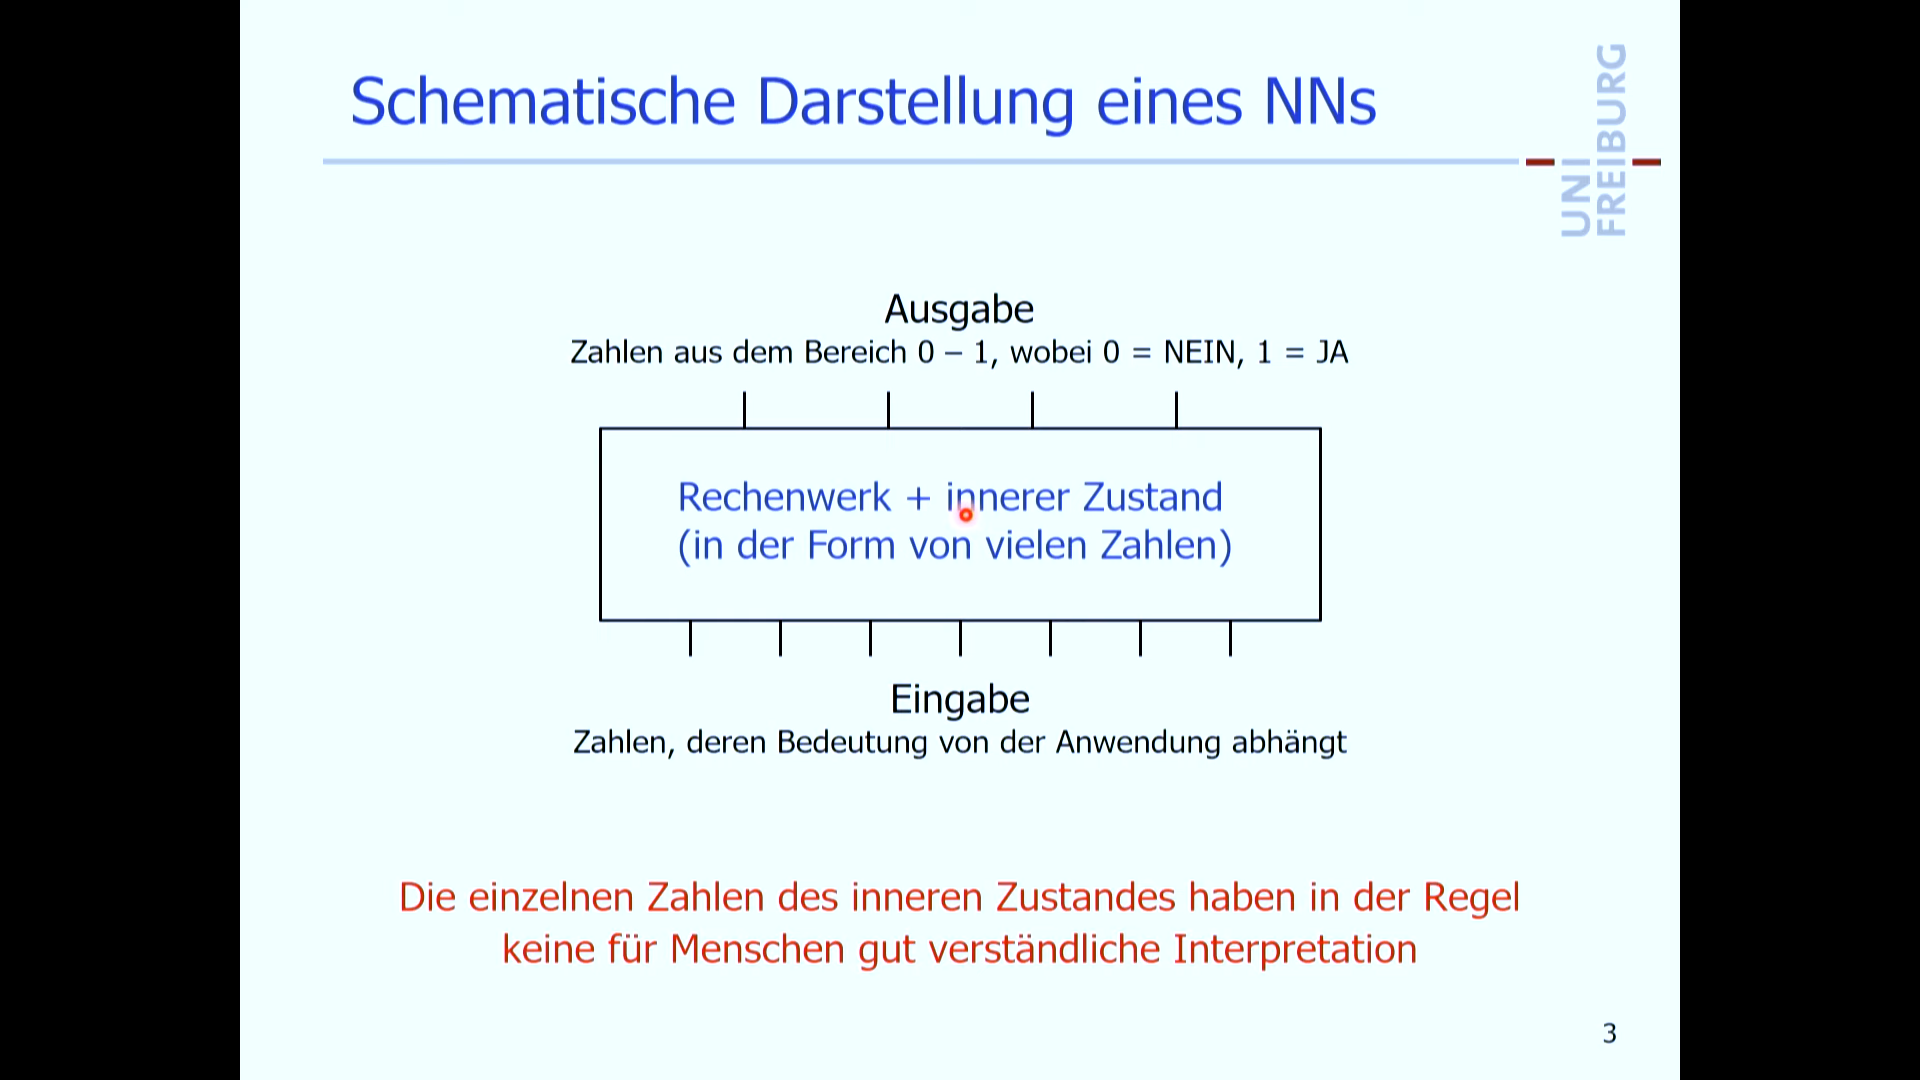 Schematische Darstellung eines NNs
UNI
FREIBURG
Ausgabe
Zahlen aus dem Bereich 0 – 1, wobei 0 = NEIN, 1 = JA
Rechenwerk + innerer Zustand
(in der Form von vielen Zahlen)
Eingabe
Zahlen, deren Bedeutung von der Anwendung abhängt
Die einzelnen Zahlen des inneren Zustandes haben in der Regel
keine für Menschen gut verständliche Interpretation
3